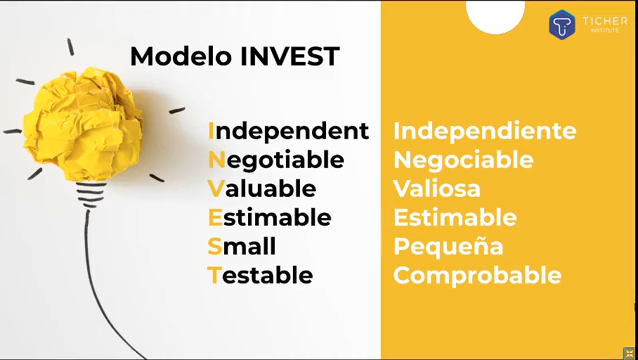 TICHER
INSTITUTE
Modelo INVEST
Independent
Negotiable
Valuable
Estimable
Small
Testable
Independiente
Negociable
Valiosa
Estimable
Pequeña
Comprobable